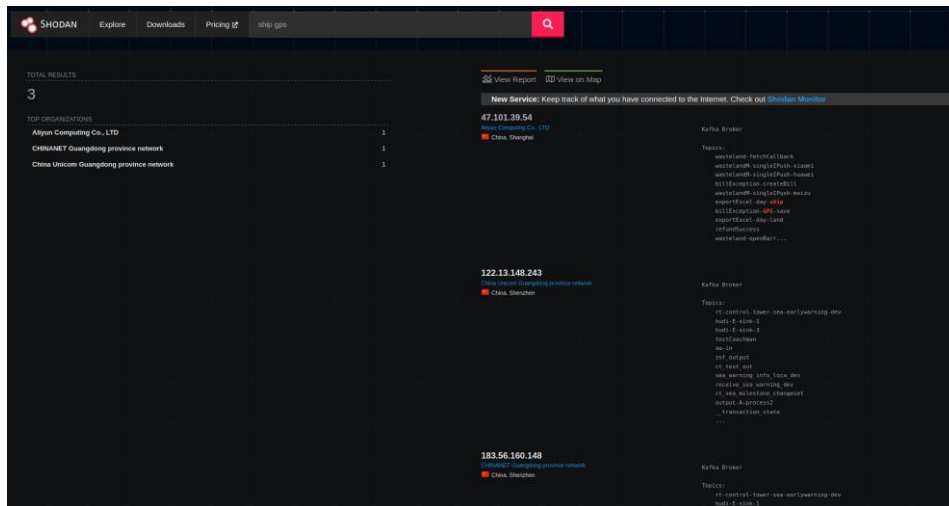 SHODAN Explore Downloads Pricing ship gps
TOTAL RESULTS
3
TOP ORGANIZATIONS
Aliyun Computing Co., LTD 1
CHINANET Guangdong province network 1
China Unicom Guangdong province network 1
View Report View on Map
New Service: Keep track of what you have connected to the Internet. Check out Shodan Monitor
47.101.39.54
Aliyun Computing Co., LTD
China, Shanghai
Kafka Broker
Topics:
wasteland-fetchCallback
wastelandM-singleIPush-xiaomi
wastelandM-singleIPush-huawei
billException-createBill
wastelandM-singleIPush-meizu
exportExcel-day-ship
billException-GPS-save
exportExcel-day-land
refundSuccess
wasteland-openBarr...
122.13.148.243
China Unicom Guangdong province network
China, Shenzhen
Kafka Broker
Topics:
rt-control-tower-sea-earlywarning-dev
hudi-E-sink-1
hudi-E-sink-3
testCoachman
aa-in
zsf_output
ct_text_out
sea_warning_info_loca_dev
receive_sea_warning_dev
ct_sea_milestone_changeset
output-A-process2
__transaction_state
...
183.56.160.148
CHINANET Guangdong province network
China, Shenzhen
Kafka Broker
Topics:
rt-control-tower-sea-earlywarning-dev
hudi-E-sink-1